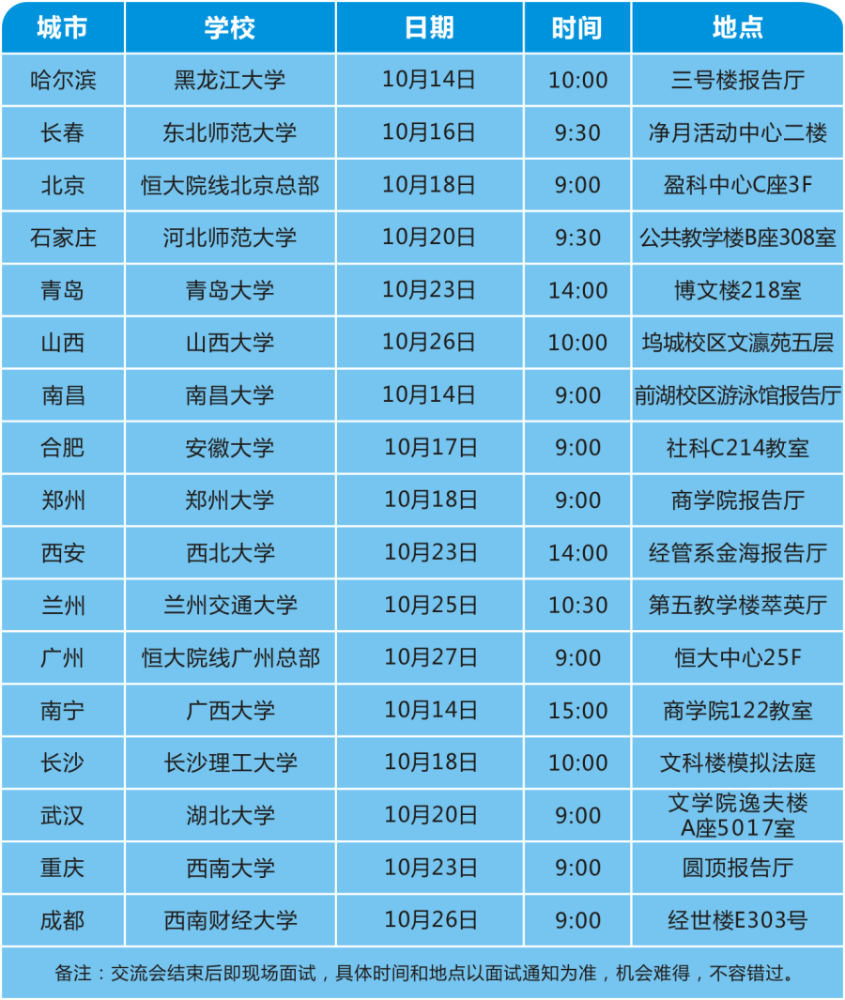 城市 学校 日期 时间 地点
哈尔滨 黑龙江大学 10月14日 10:00 三号楼报告厅
长春 东北师范大学 10月16日 9:30 净月活动中心二楼
北京 恒大院线北京总部 10月18日 9:00 盈科中心C座3F
石家庄 河北师范大学 10月20日 9:30 公共教学楼B座308室
青岛 青岛大学 10月23日 14:00 博文楼218室
山西 山西大学 10月26日 10:00 坞城校区文瀛苑五层
南昌 南昌大学 10月14日 9:00 前湖校区游泳馆报告厅
合肥 安徽大学 10月17日 9:00 社科C214教室
郑州 郑州大学 10月18日 9:00 商学院报告厅
西安 西北大学 10月23日 14:00 经管系金海报告厅
兰州 兰州交通大学 10月25日 10:30 第五教学楼萃英厅
广州 恒大院线广州总部 10月27日 9:00 恒大中心25F
南宁 广西大学 10月14日 15:00 商学院122教室
长沙 长沙理工大学 10月18日 10:00 文科楼模拟法庭
武汉 湖北大学 10月20日 9:00 文学院逸夫楼
A座5017室
重庆 西南大学 10月23日 9:00 圆顶报告厅
成都 西南财经大学 10月26日 9:00 经世楼E303号
备注：交流会结束后即现场面试，具体时间和地点以面试通知为准，机会难得，不容错过。